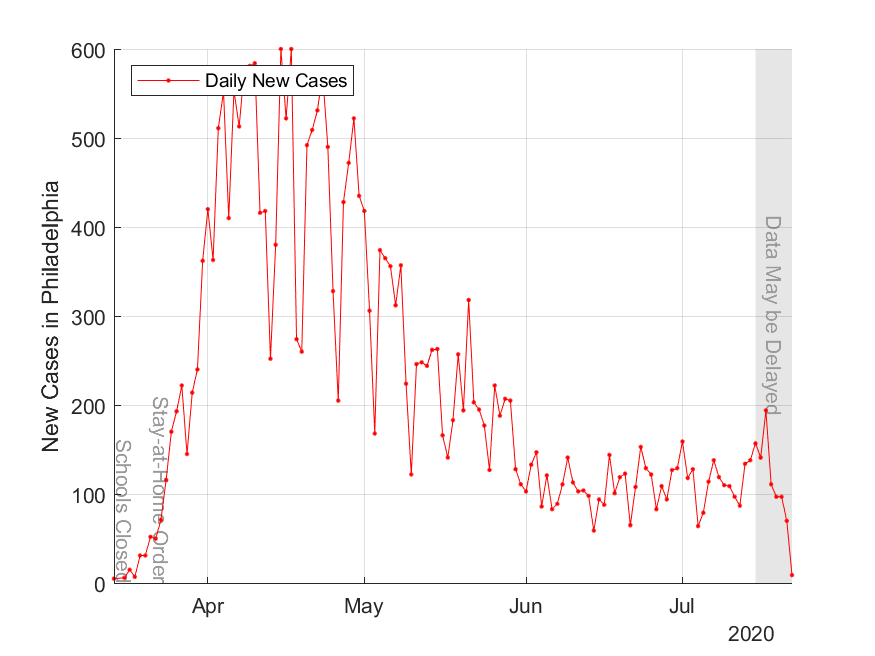 600
500
400
300
200
100
0
New Cases in Philadelphia
Daily New Cases
Schools Closed
Stay-at-Home Order
Data May be Delayed
Apr
May
Jun
Jul
2020